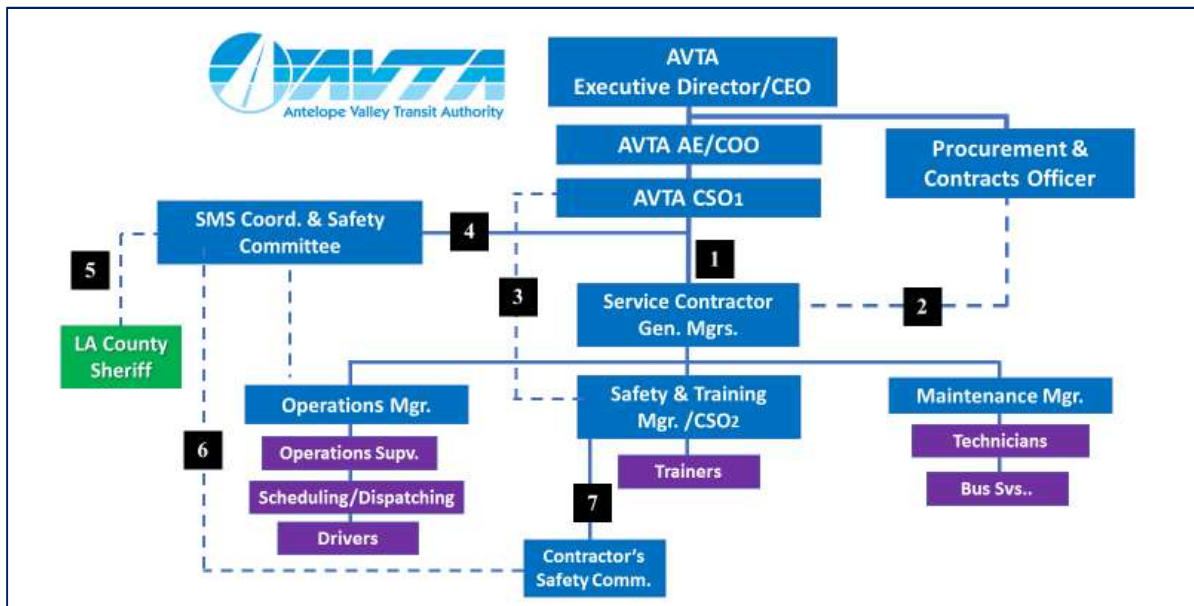 AVTA
Antelope Valley Transit Authority
AVTA
Executive Director/CEO
AVTA AE/COO
Procurement &
Contracts Officer
AVTA CSO1
SMS Coord. & Safety
Committee
4
1
5
3
Service Contractor
Gen. Mgrs.
2
LA County
Sheriff
Operations Mgr.
Safety & Training
Mgr. /CSO2
Maintenance Mgr.
6
Operations Supv.
Technicians
Trainers
Scheduling/Dispatching
Bus Svs..
7
Drivers
Contractor's
Safety Comm.